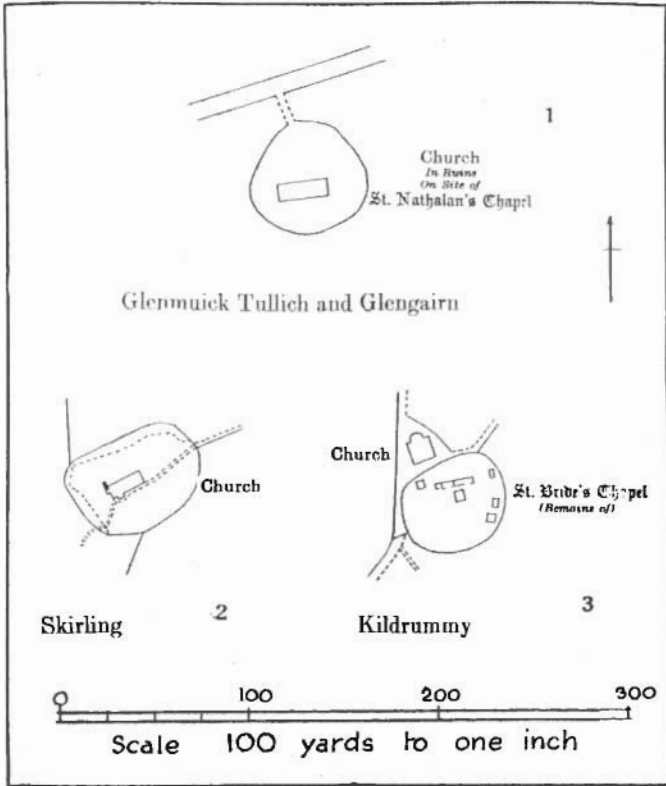 1
Church
In Ruins
On Site of
St. Nathalan's Chapel
Glenmuick Tullich and Glengairn
Church
Skirling
2
Church
St. Bride's Chapel
(Remains of)
Kildrummy
3
0 100 200 300
Scale 100 yards to one inch